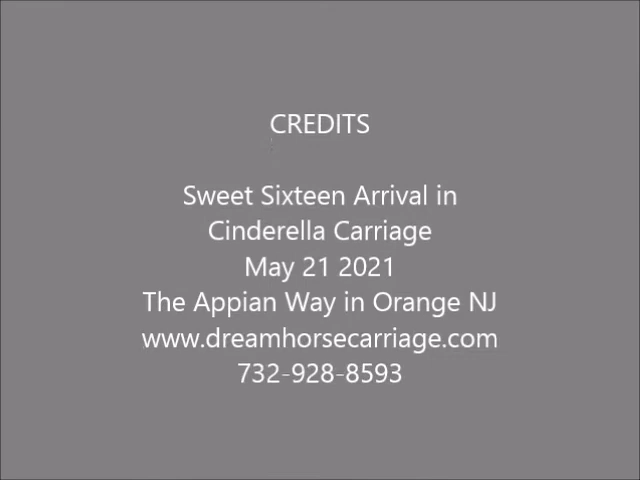 CREDITS
Sweet Sixteen Arrival in
Cinderella Carriage
May 21 2021
The Appian Way in Orange NJ
www.dreamhorsecarriage.com
732-928-8593